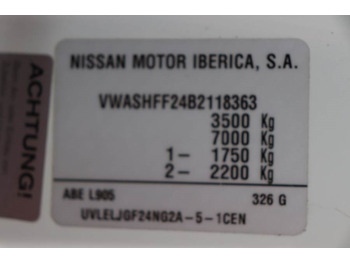 NISSAN MOTOR IBERICA, S.A.
VWASHFF24B2118363
3500 Kg
7000 Kg
1- 1750 Kg
2- 2200 Kg
ABE L905 326 G
UVLELJGF24NG2A-5-1CEN
ACHTUNG!